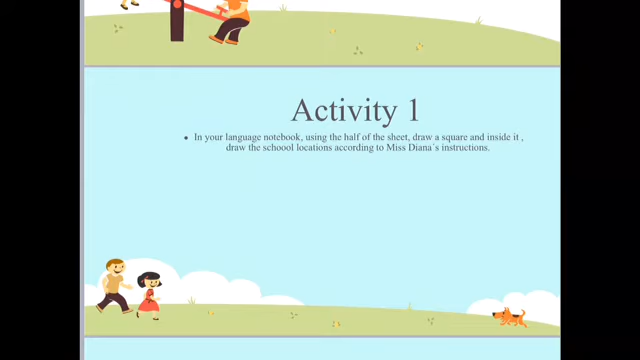 Activity 1
• In your language notebook, using the half of the sheet, draw a square and inside it ,
draw the schoool locations according to Miss Diana´s instructions.